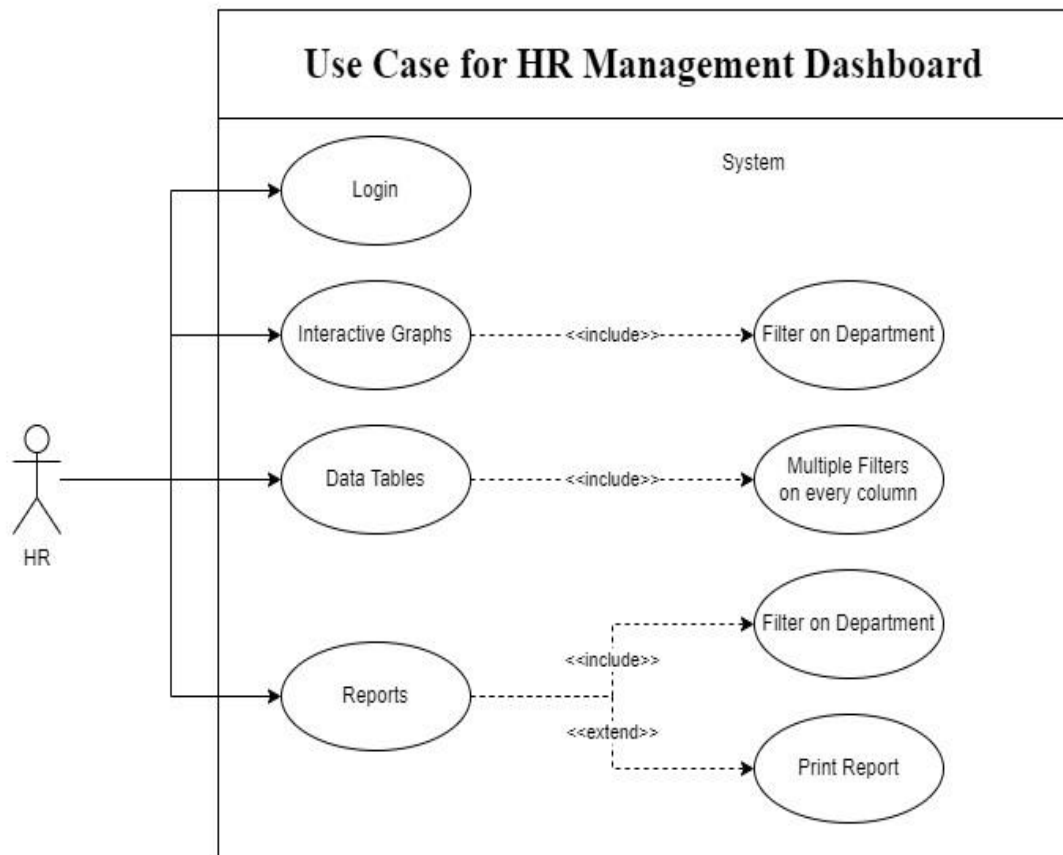 Use Case for HR Management Dashboard
System
Login
Interactive Graphs
<<include>>
Filter on Department
Data Tables
<<include>>
Multiple Filters
on every column
HR
Filter on Department
<<include>>
Reports
<<extend>>
Print Report